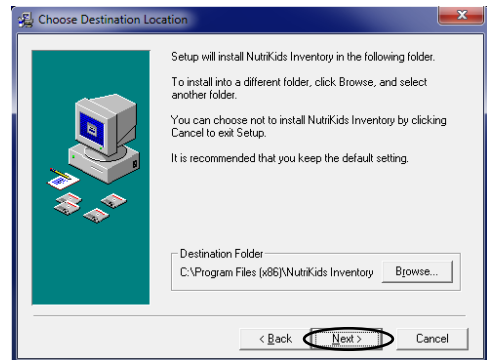 Choose Destination Location
Setup will install NutriKids Inventory in the following folder.
To install into a different folder, click Browse, and select
another folder.
You can choose not to install NutriKids Inventory by clicking
Cancel to exit Setup.
It is recommended that you keep the default setting.
Destination Folder
C:\Program Files (x86)\NutriKids Inventory
Browse...
< Back
Next >
Cancel